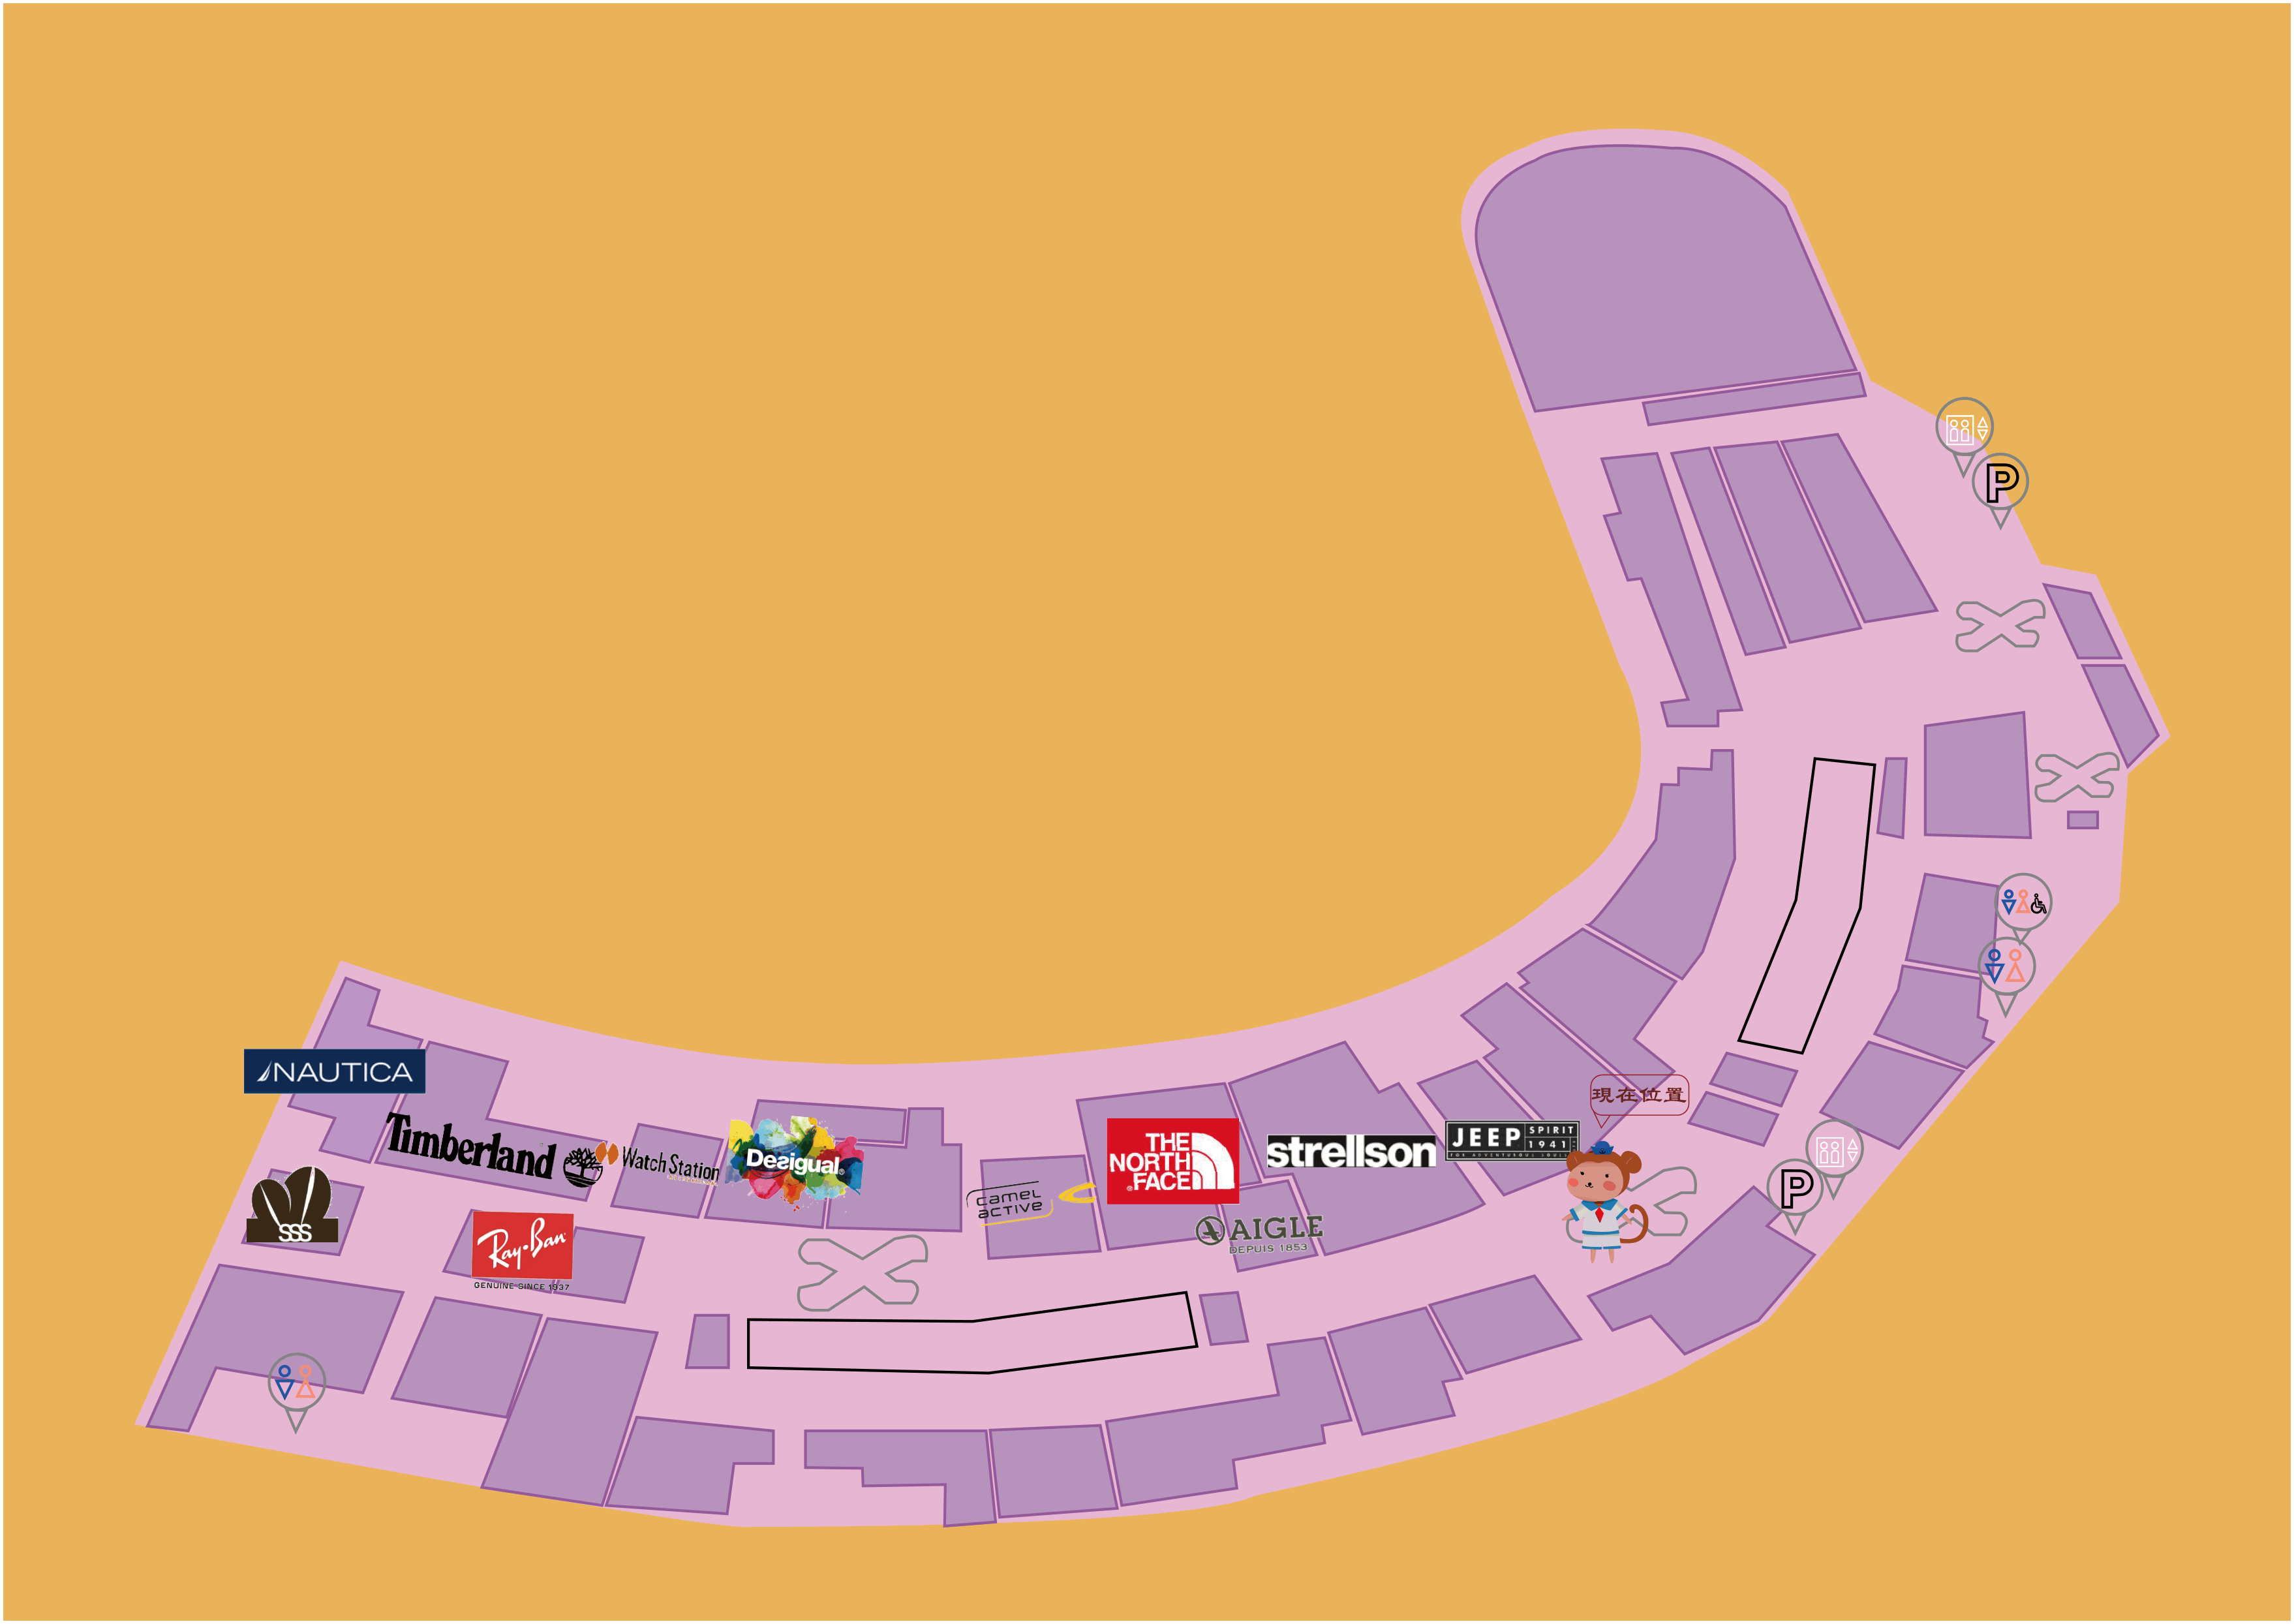 P
NAUTICA
現在位置
Timberland
Watch Station
Desigual
THE
NORTH
FACE
strellson
JEEP SPIRIT
1941
P
camel
active
SSS
AIGLE
DEPUIS 1853
Ray-Ban
GENUINE SINCE 1937